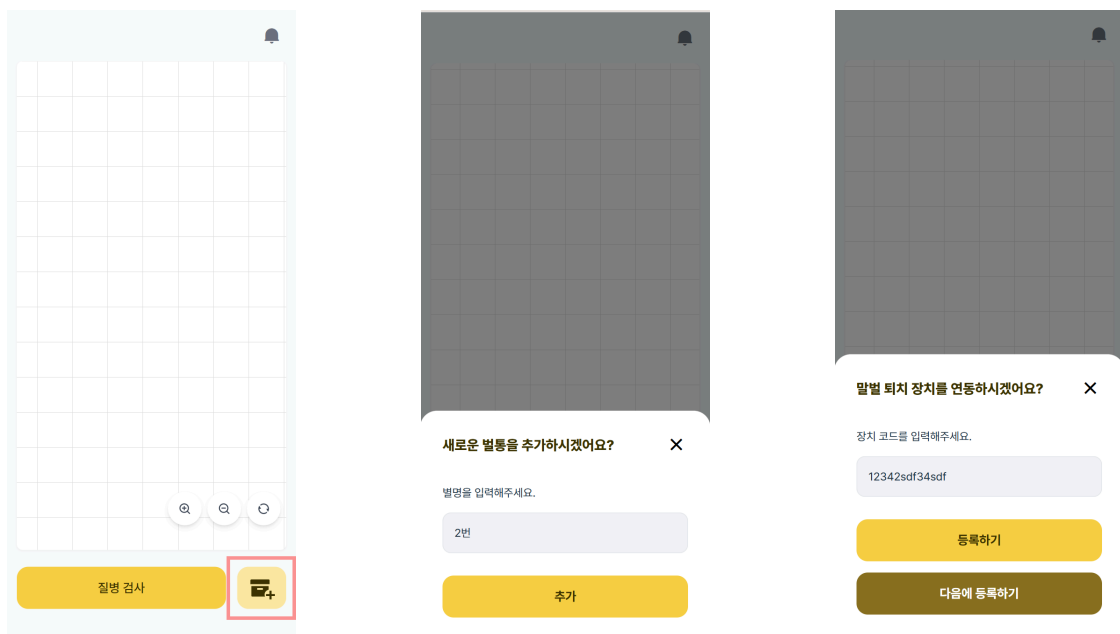 질병 검사
새로운 벌통을 추가하시겠어요?
별명을 입력해주세요.
2번
추가
말벌 퇴치 장치를 연동하시겠어요?
장치 코드를 입력해주세요.
12342sdf34sdf
등록하기
다음에 등록하기